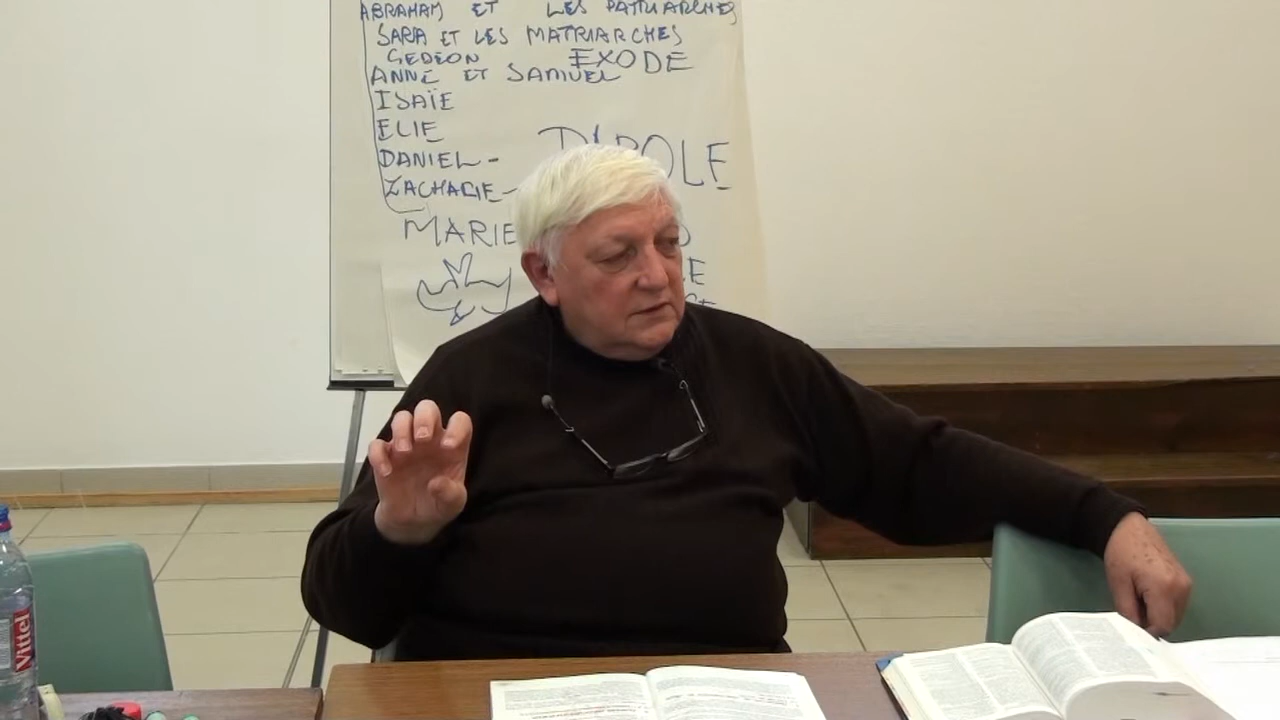 ABRAHAM ET LES PATRIARCHES
SARA ET LES MATRIARCHES
GEDEON EXODE
ANNE ET SAMUEL
ISAÏE
ELIE
DANIEL - PAROLE
ZACHARIE -
MARIE
Vittel